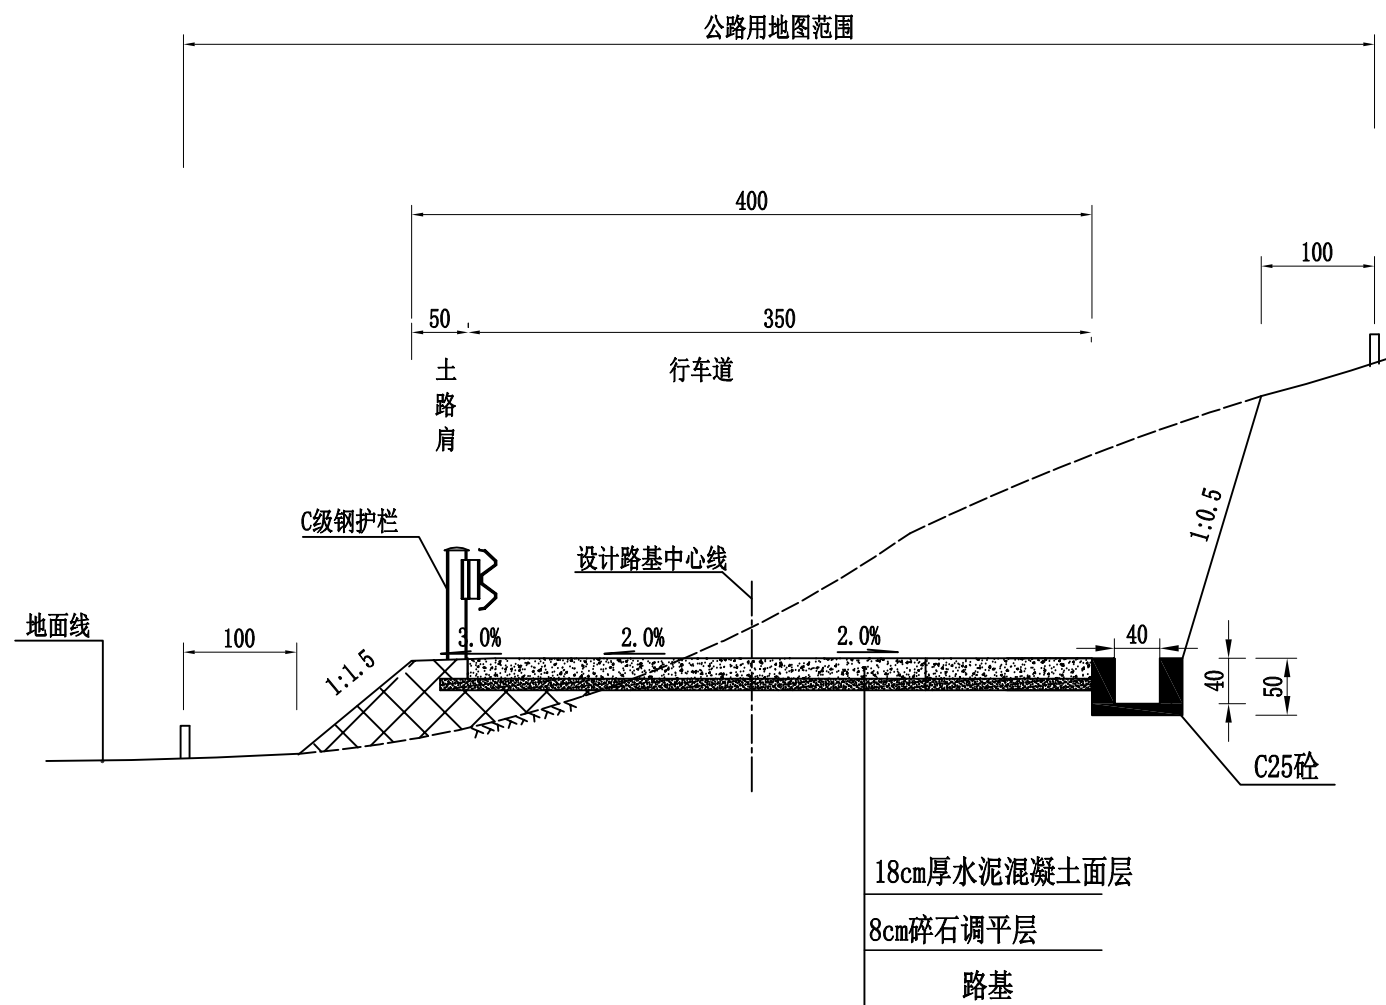 公路用地图范围
400
100
50
350
土路肩
行车道
1:0.5
C级钢护栏
设计路基中心线
地面线
100
3.0%
2.0%
2.0%
40
1:1.5
40
50
C25砼
18cm厚水泥混凝土面层
8cm碎石调平层
路基